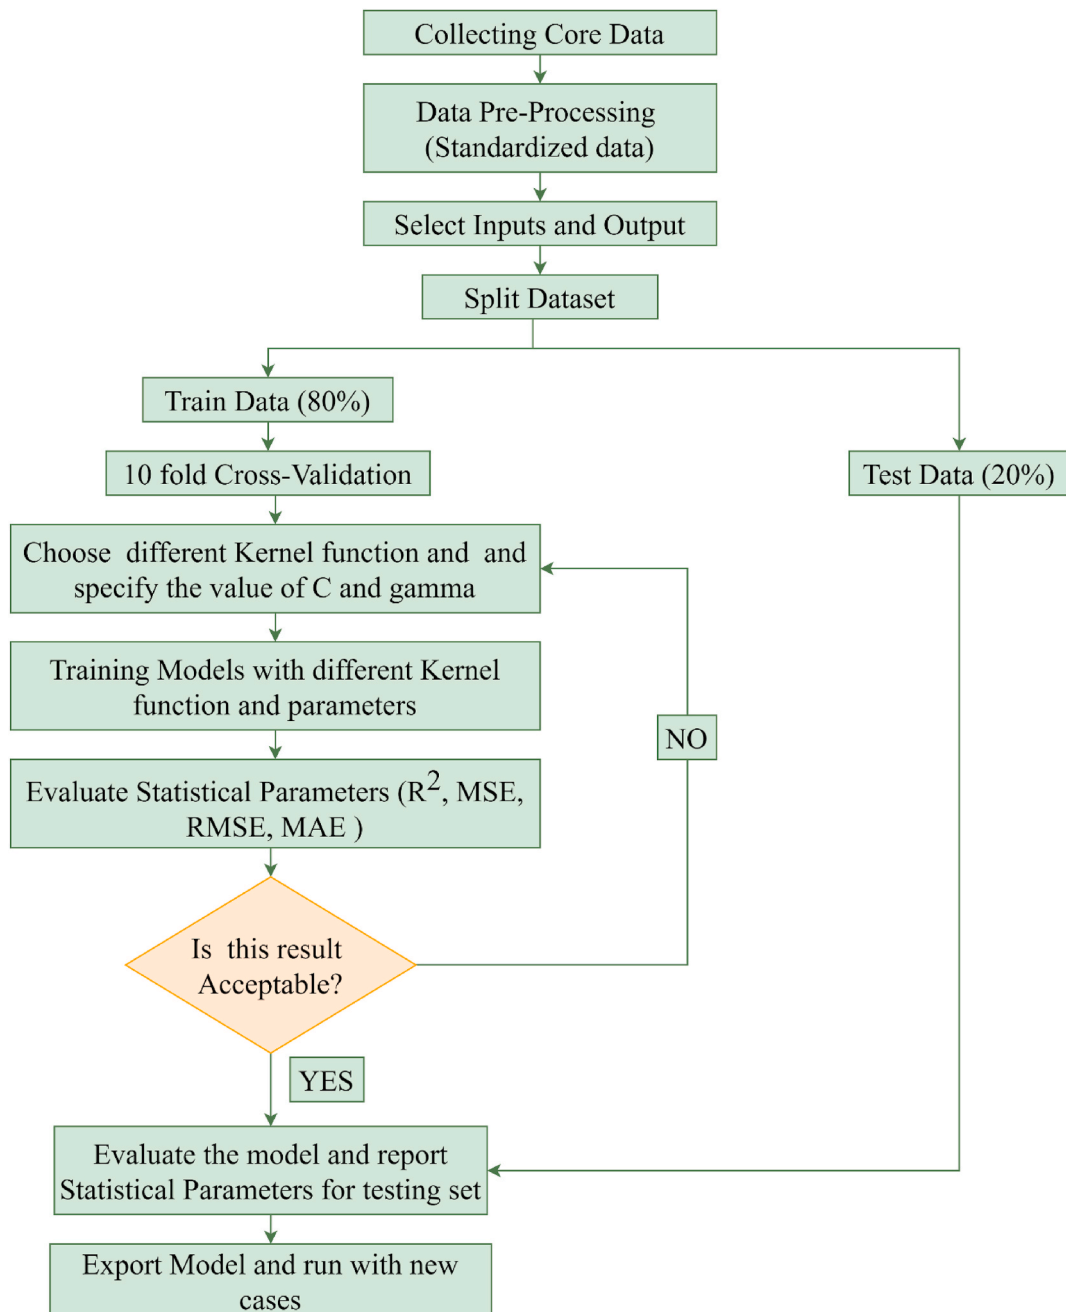 Collecting Core Data
Data Pre-Processing
(Standardized data)
Select Inputs and Output
Split Dataset
Train Data (80%)
10 fold Cross-Validation
Test Data (20%)
Choose different Kernel function and and
specify the value of C and gamma
Training Models with different Kernel
function and parameters
NO
Evaluate Statistical Parameters (R², MSE,
RMSE, MAE )
Is this result
Acceptable?
YES
Evaluate the model and report
Statistical Parameters for testing set
Export Model and run with new
cases